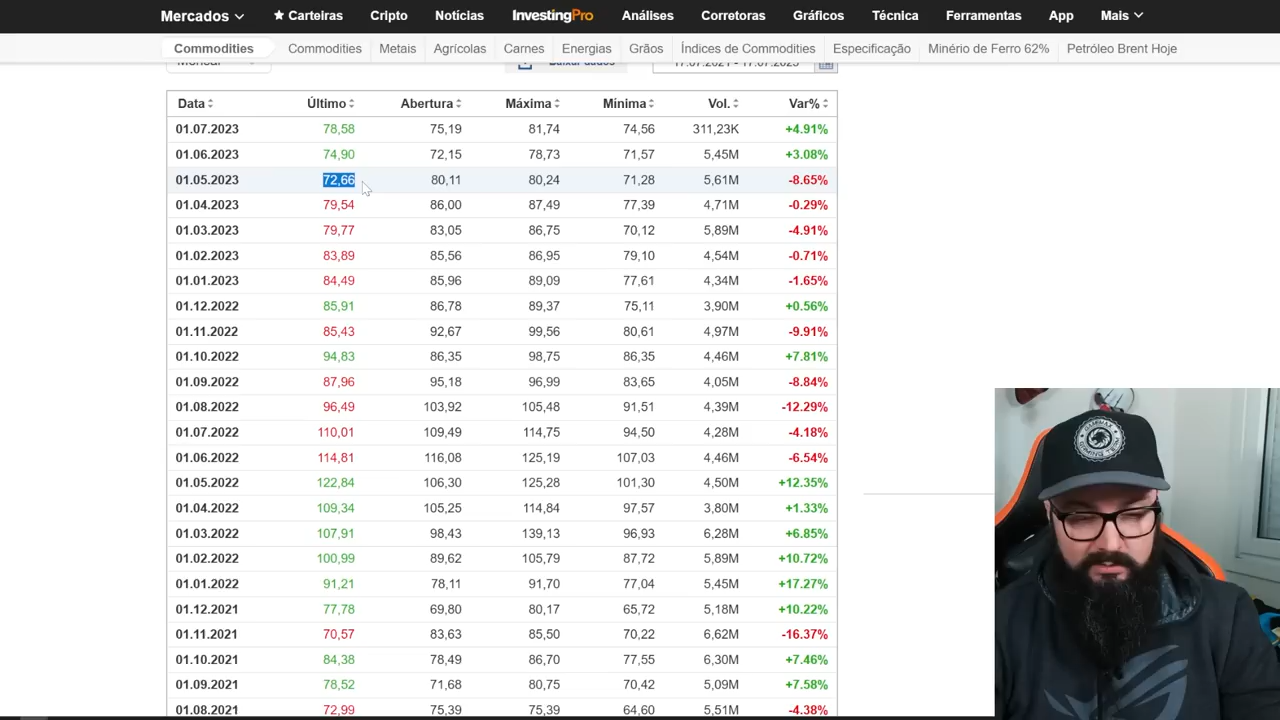 Mercados Carteiras Cripto Notícias InvestingPro Análises Corretoras Gráficos Técnica Ferramentas App Mais
Commodities Commodities Metais Agrícolas Carnes Energias Grãos Índices de Commodities Especificação Minério de Ferro 62% Petróleo Brent Hoje
Mensal Baixar dados 17.07.2021 - 17.07.2023
Data Último Abertura Máxima Mínima Vol. Var%
01.07.2023 78,58 75,19 81,74 74,56 311,23K +4.91%
01.06.2023 74,90 72,15 78,73 71,57 5,45M +3.08%
01.05.2023 72,66 80,11 80,24 71,28 5,61M -8.65%
01.04.2023 79,54 86,00 87,49 77,39 4,71M -0.29%
01.03.2023 79,77 83,05 86,75 70,12 5,89M -4.91%
01.02.2023 83,89 85,56 86,95 79,10 4,54M -0.71%
01.01.2023 84,49 85,96 89,09 77,61 4,34M -1.65%
01.12.2022 85,91 86,78 89,37 75,11 3,90M +0.56%
01.11.2022 85,43 92,67 99,56 80,61 4,97M -9.91%
01.10.2022 94,83 86,35 98,75 86,35 4,46M +7.81%
01.09.2022 87,96 95,18 96,99 83,65 4,05M -8.84%
01.08.2022 96,49 103,92 105,48 91,51 4,39M -12.29%
01.07.2022 110,01 109,49 114,75 94,50 4,28M -4.18%
01.06.2022 114,81 116,08 125,19 107,03 4,46M -6.54%
01.05.2022 122,84 106,30 125,28 101,30 4,50M +12.35%
01.04.2022 109,34 105,25 114,84 97,57 3,80M +1.33%
01.03.2022 107,91 98,43 139,13 96,93 6,28M +6.85%
01.02.2022 100,99 89,62 105,79 87,72 5,89M +10.72%
01.01.2022 91,21 78,11 91,70 77,04 5,45M +17.27%
01.12.2021 77,78 69,80 80,17 65,72 5,18M +10.22%
01.11.2021 70,57 83,63 85,50 70,22 6,62M -16.37%
01.10.2021 84,38 78,49 86,70 77,55 6,30M +7.46%
01.09.2021 78,52 71,68 80,75 70,42 5,09M +7.58%
01.08.2021 72,99 75,39 75,39 64,60 5,51M -4.38%